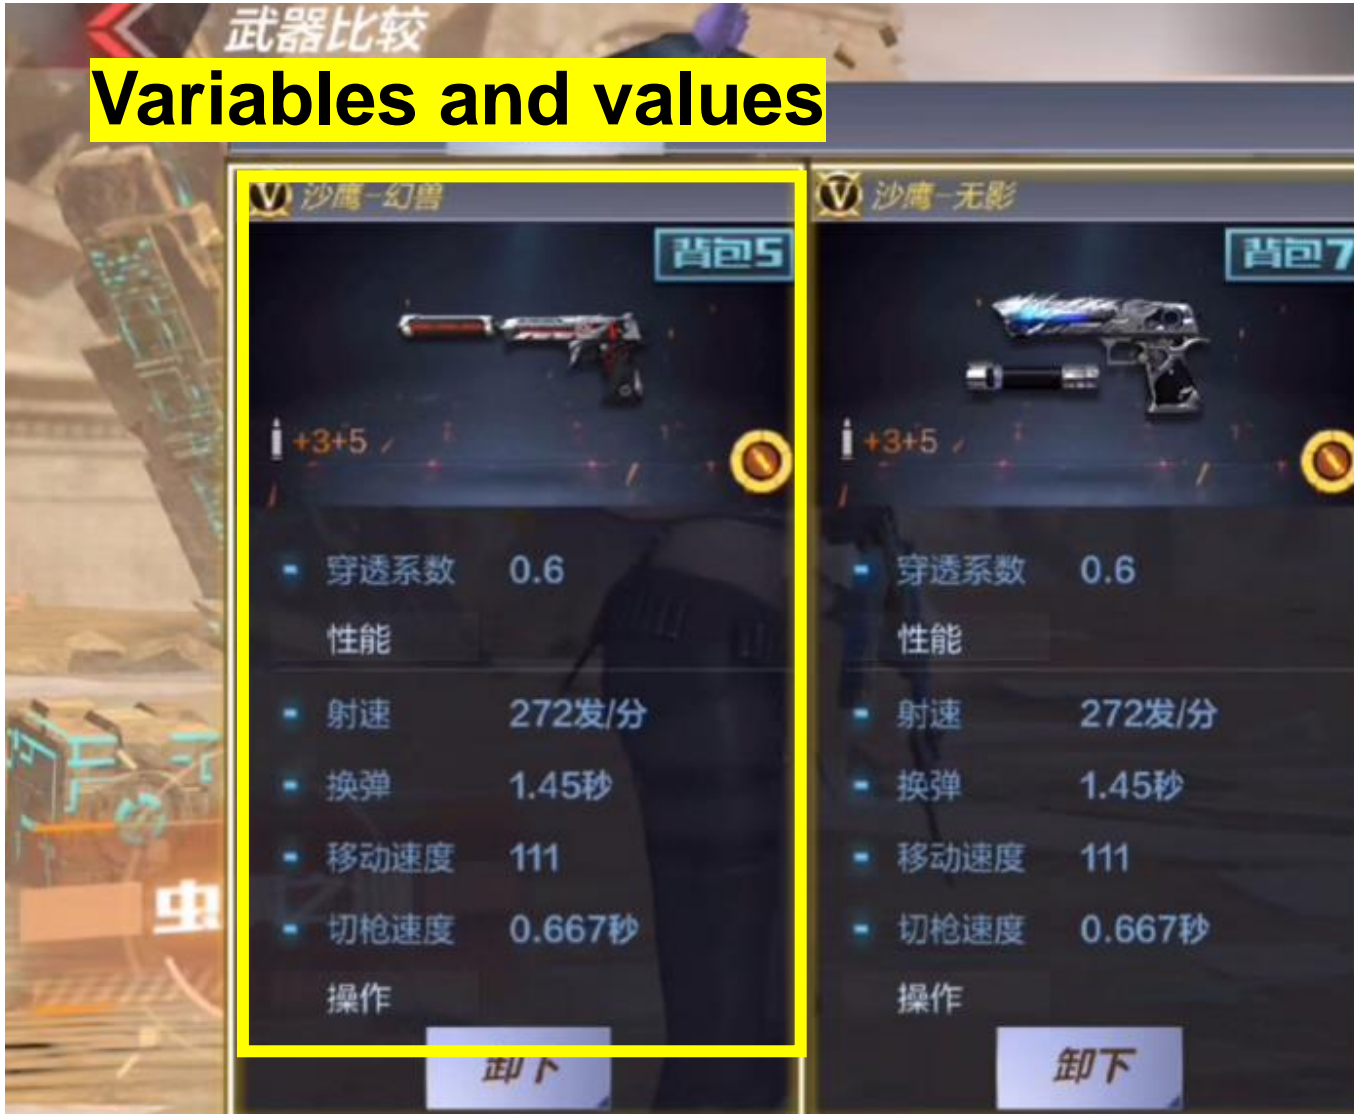 武器比较
Variables and values
沙鹰-幻兽
背包5
+3+5
穿透系数 0.6
性能
射速 272发/分
换弹 1.45秒
移动速度 111
切枪速度 0.667秒
操作
卸下
沙鹰-无影
背包7
+3+5
穿透系数 0.6
性能
射速 272发/分
换弹 1.45秒
移动速度 111
切枪速度 0.667秒
操作
卸下
虫